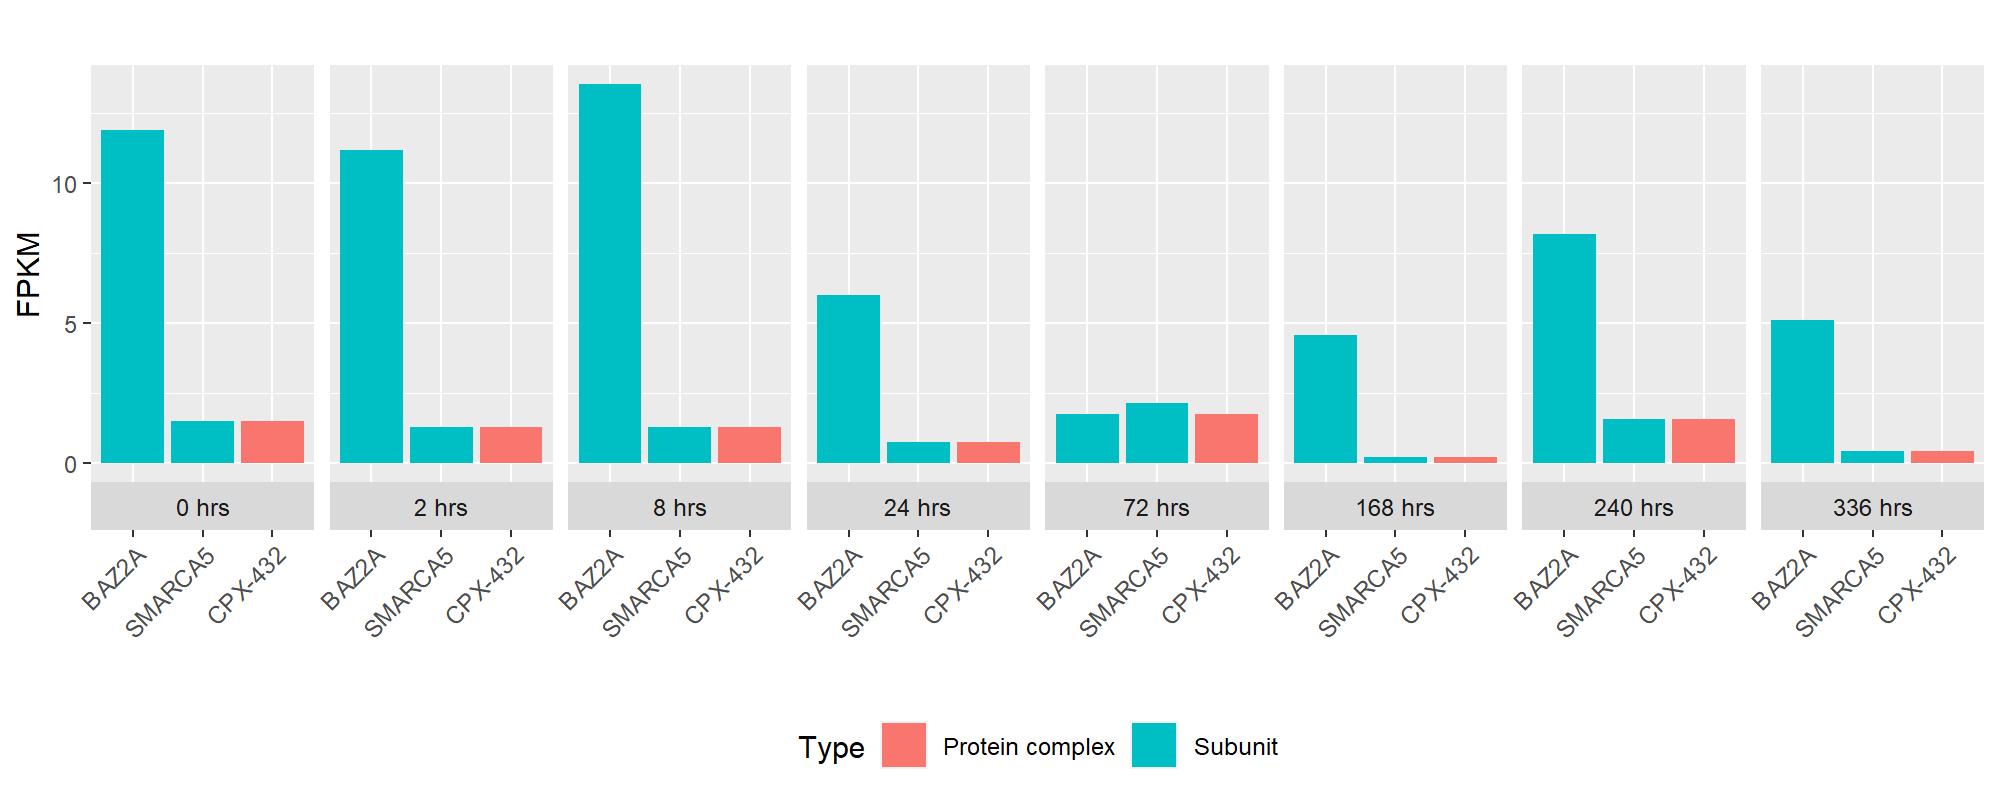 FPKM
10
5
0
0 hrs 2 hrs 8 hrs 24 hrs 72 hrs 168 hrs 240 hrs 336 hrs
BAZ2A SMARCA5 CPX-432 BAZ2A SMARCA5 CPX-432 BAZ2A SMARCA5 CPX-432 BAZ2A SMARCA5 CPX-432 BAZ2A SMARCA5 CPX-432 BAZ2A SMARCA5 CPX-432 BAZ2A SMARCA5 CPX-432 BAZ2A SMARCA5 CPX-432
Type Protein complex Subunit